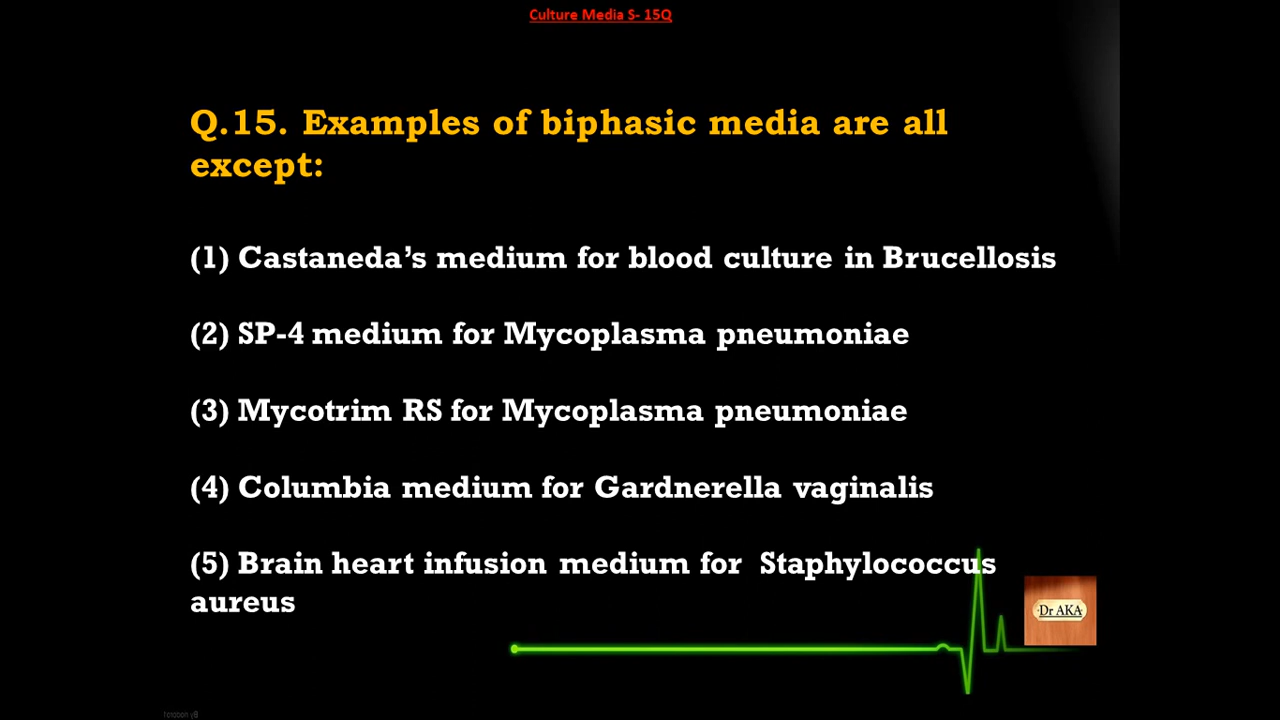 Culture Media S- 15Q
Q.15. Examples of biphasic media are all
except:
(1) Castaneda’s medium for blood culture in Brucellosis
(2) SP-4 medium for Mycoplasma pneumoniae
(3) Mycotrim RS for Mycoplasma pneumoniae
(4) Columbia medium for Gardnerella vaginalis
(5) Brain heart infusion medium for  Staphylococcus
aureus
Dr AKA